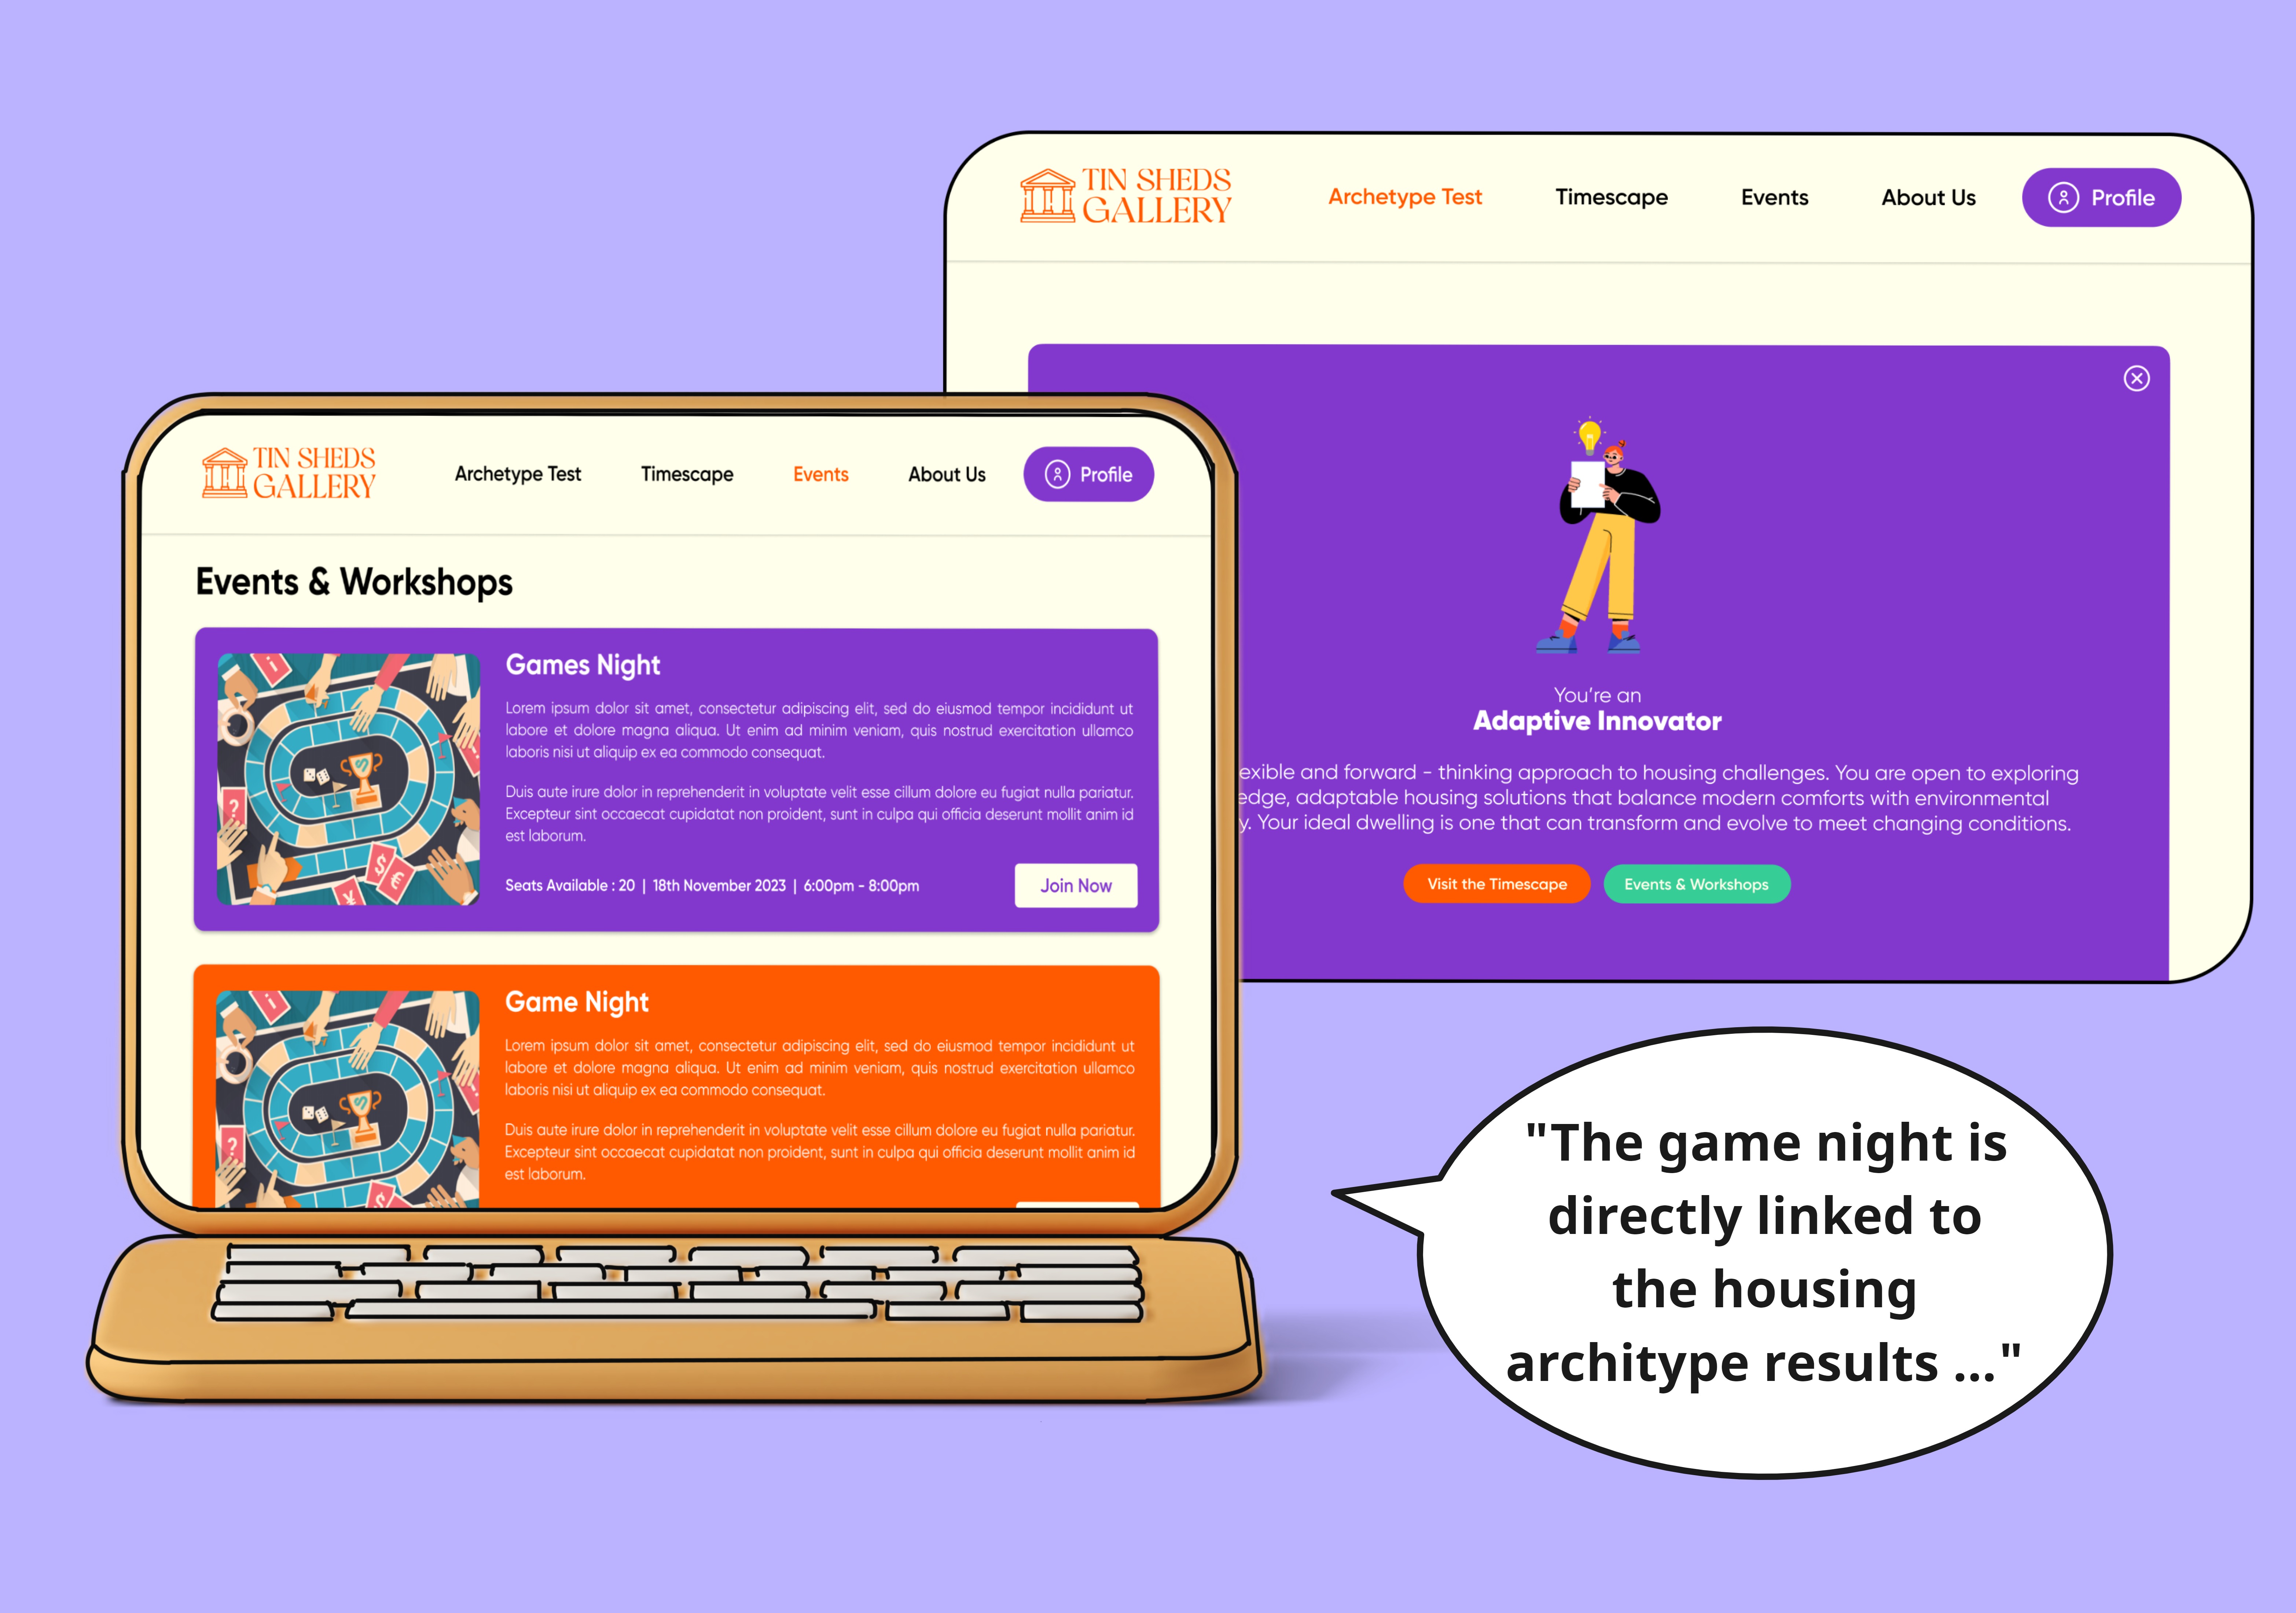 TIN SHEDS
GALLERY
Archetype Test
Timescape
Events
About Us
Profile
You're an
Adaptive Innovator
exible and forward - thinking approach to housing challenges. You are open to exploring
edge, adaptable housing solutions that balance modern comforts with environmental
y. Your ideal dwelling is one that can transform and evolve to meet changing conditions.
Visit the Timescape
Events & Workshops
TIN SHEDS
GALLERY
Archetype Test
Timescape
Events
About Us
Profile
Events & Workshops
Games Night
Lorem ipsum dolor sit amet, consectetur adipiscing elit, sed do eiusmod tempor incididunt ut
labore et dolore magna aliqua. Ut enim ad minim veniam, quis nostrud exercitation ullamco
laboris nisi ut aliquip ex ea commodo consequat.
Duis aute irure dolor in reprehenderit in voluptate velit esse cillum dolore eu fugiat nulla pariatur.
Excepteur sint occaecat cupidatat non proident, sunt in culpa qui officia deserunt mollit anim id
est laborum.
Seats Available : 20 | 18th November 2023 | 6:00pm - 8:00pm
Join Now
Game Night
Lorem ipsum dolor sit amet, consectetur adipiscing elit, sed do eiusmod tempor incididunt ut
labore et dolore magna aliqua. Ut enim ad minim veniam, quis nostrud exercitation ullamco
laboris nisi ut aliquip ex ea commodo consequat.
Duis aute irure dolor in reprehenderit in voluptate velit esse cillum dolore eu fugiat nulla pariatur.
Excepteur sint occaecat cupidatat non proident, sunt in culpa qui officia deserunt mollit anim id
est laborum.
"The game night is
directly linked to
the housing
architype results ..."